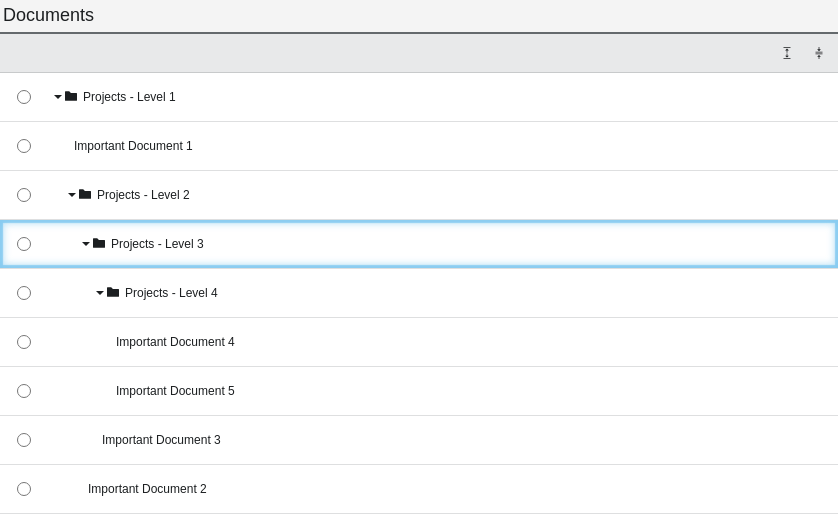 Documents
Projects - Level 1
Important Document 1
Projects - Level 2
Projects - Level 3
Projects - Level 4
Important Document 4
Important Document 5
Important Document 3
Important Document 2